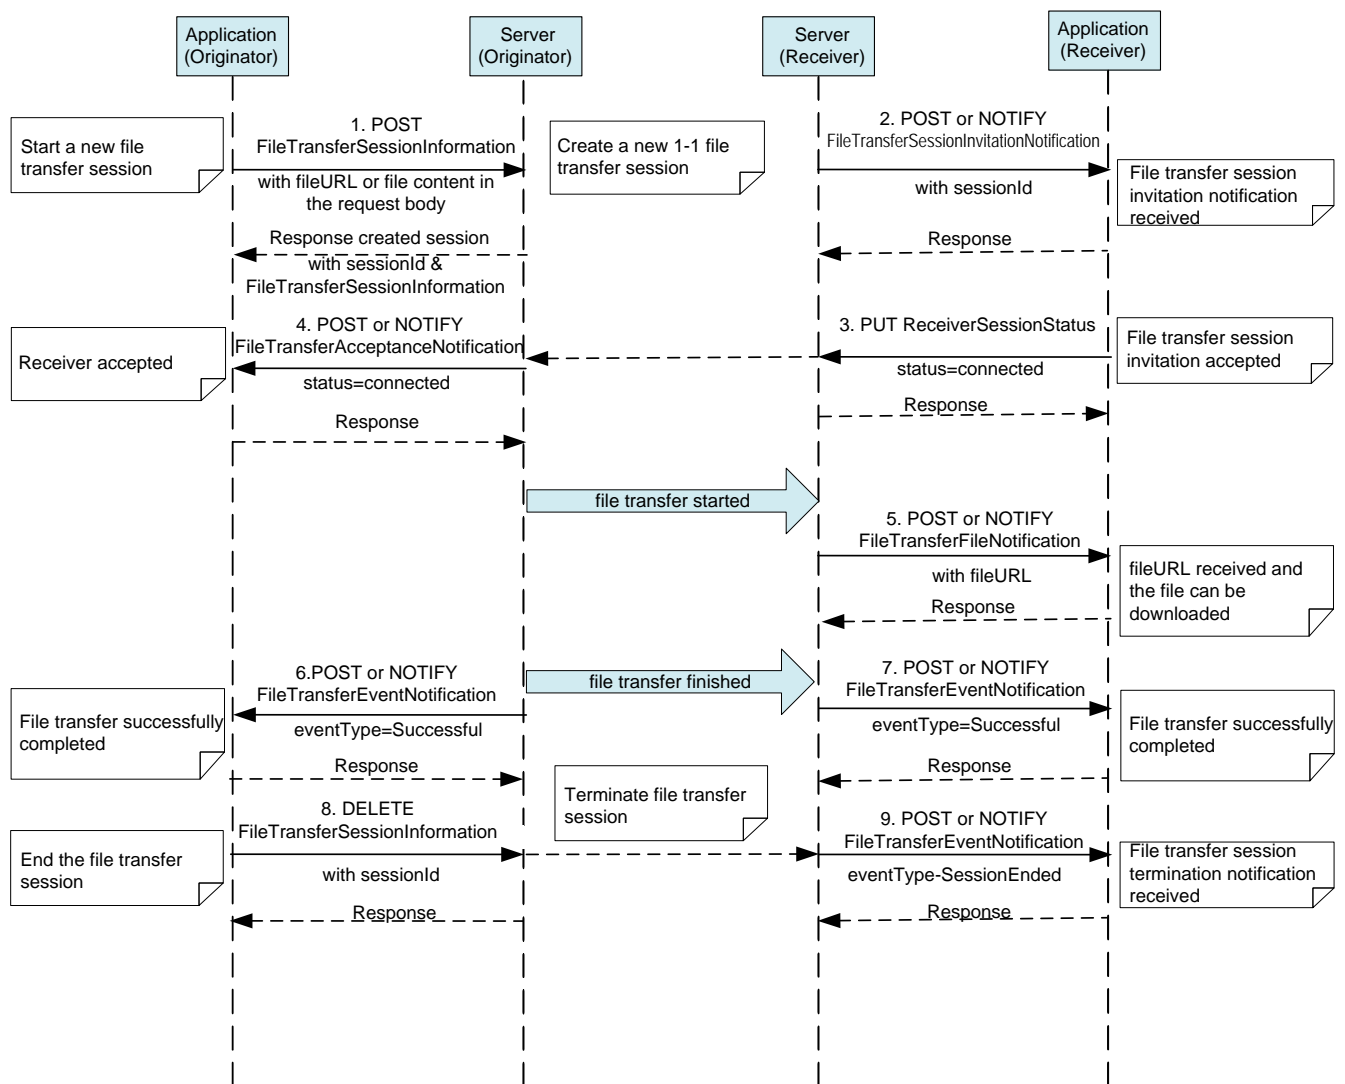 Application
(Originator)
Server
(Originator)
Server
(Receiver)
Application
(Receiver)
Start a new file
transfer session
1. POST
FileTransferSessionInformation
with fileURL or file content in
the request body
Create a new 1-1 file
transfer session
2. POST or NOTIFY
FileTransferSessionInvitationNotification
with sessionId
File transfer session
invitation notification
received
Response created session
with sessionId &
FileTransferSessionInformation
Response
Receiver accepted
4. POST or NOTIFY
FileTransferAcceptanceNotification
status=connected
3. PUT ReceiverSessionStatus
status=connected
File transfer session
invitation accepted
Response
Response
file transfer started
5. POST or NOTIFY
FileTransferFileNotification
with fileURL
fileURL received and
the file can be
downloaded
Response
6.POST or NOTIFY
FileTransferEventNotification
eventType=Successful
file transfer finished
7. POST or NOTIFY
FileTransferEventNotification
eventType=Successful
File transfer successfully
completed
File transfer successfully
completed
Response
Response
Terminate file transfer
session
8. DELETE
FileTransferSessionInformation
with sessionId
9. POST or NOTIFY
FileTransferEventNotification
eventType-SessionEnded
End the file transfer
session
File transfer session
termination notification
received
Response
Response